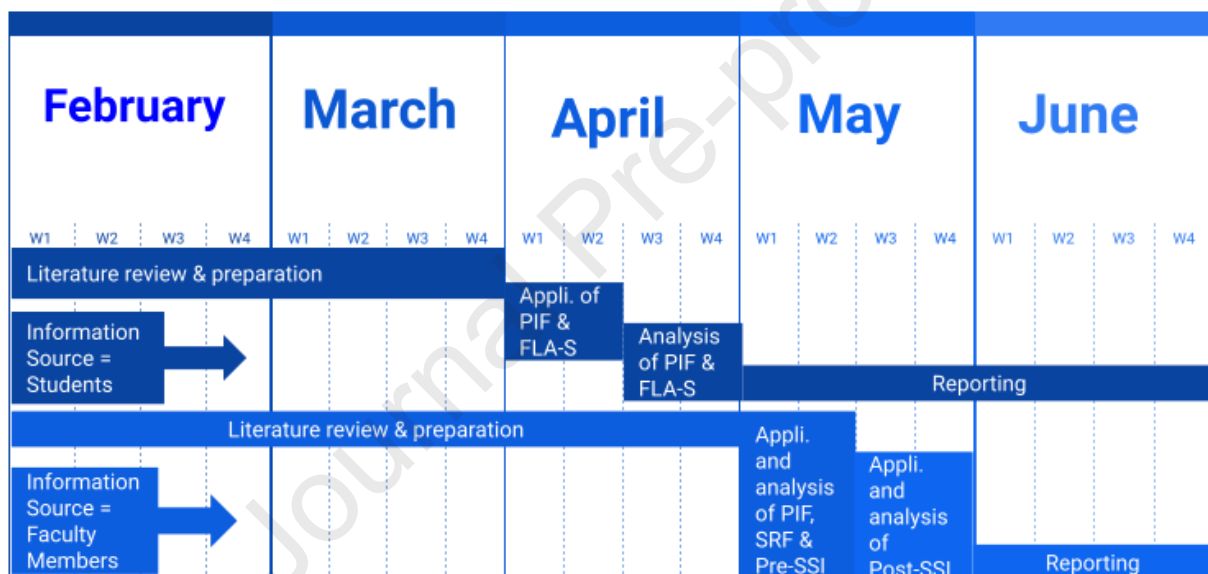 February March April May June
W1 W2 W3 W4 W1 W2 W3 W4 W1 W2 W3 W4 W1 W2 W3 W4 W1 W2 W3 W4
Literature review & preparation
Appli. of
PIF &
FLA-S
Analysis
of PIF &
FLA-S
Reporting
Information
Source =
Students
Literature review & preparation
Appli.
and
analysis
of PIF,
SRF &
Pre-SSI
Appli.
and
analysis
of
Post-SSI
Reporting
Information
Source =
Faculty
Members
Journal Pre-pro